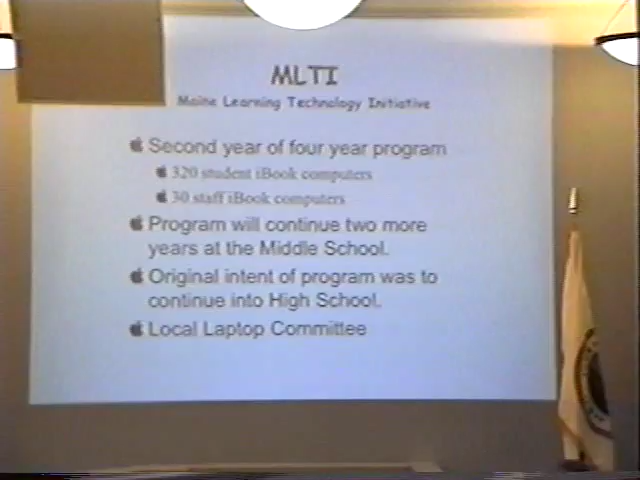 MLTI
Maine Learning Technology Initiative
Second year of four year program
320 student iBook computers
30 staff iBook computers
Program will continue two more
years at the Middle School.
Original intent of program was to
continue into High School.
Local Laptop Committee